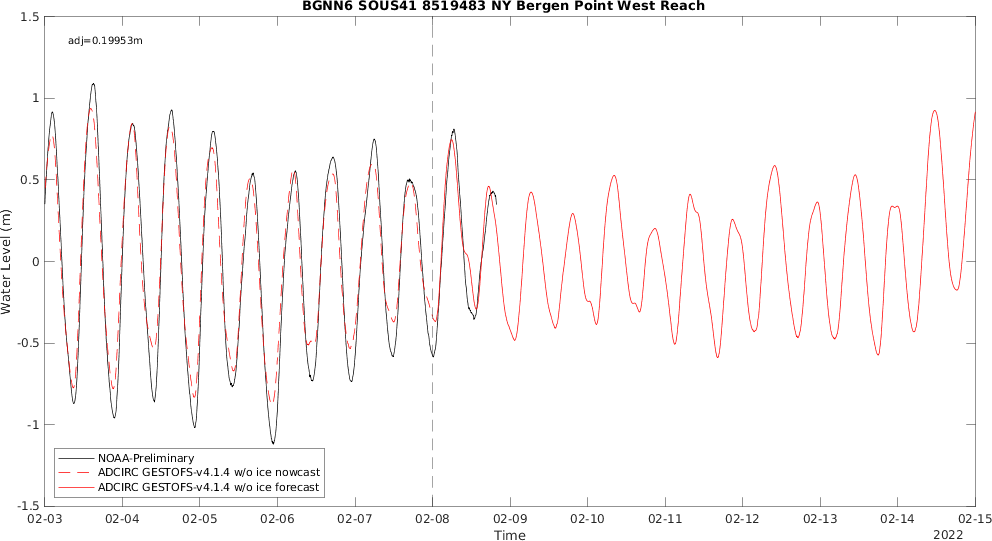 BGNN6 SOUS41 8519483 NY Bergen Point West Reach
adj=0.19953m
1.5
1
0.5
0
-0.5
-1
-1.5
Water Level (m)
NOAA-Preliminary
ADCIRC GESTOFS-v4.1.4 w/o ice nowcast
ADCIRC GESTOFS-v4.1.4 w/o ice forecast
02-03 02-04 02-05 02-06 02-07 02-08 02-09 02-10 02-11 02-12 02-13 02-14 02-15
Time
2022